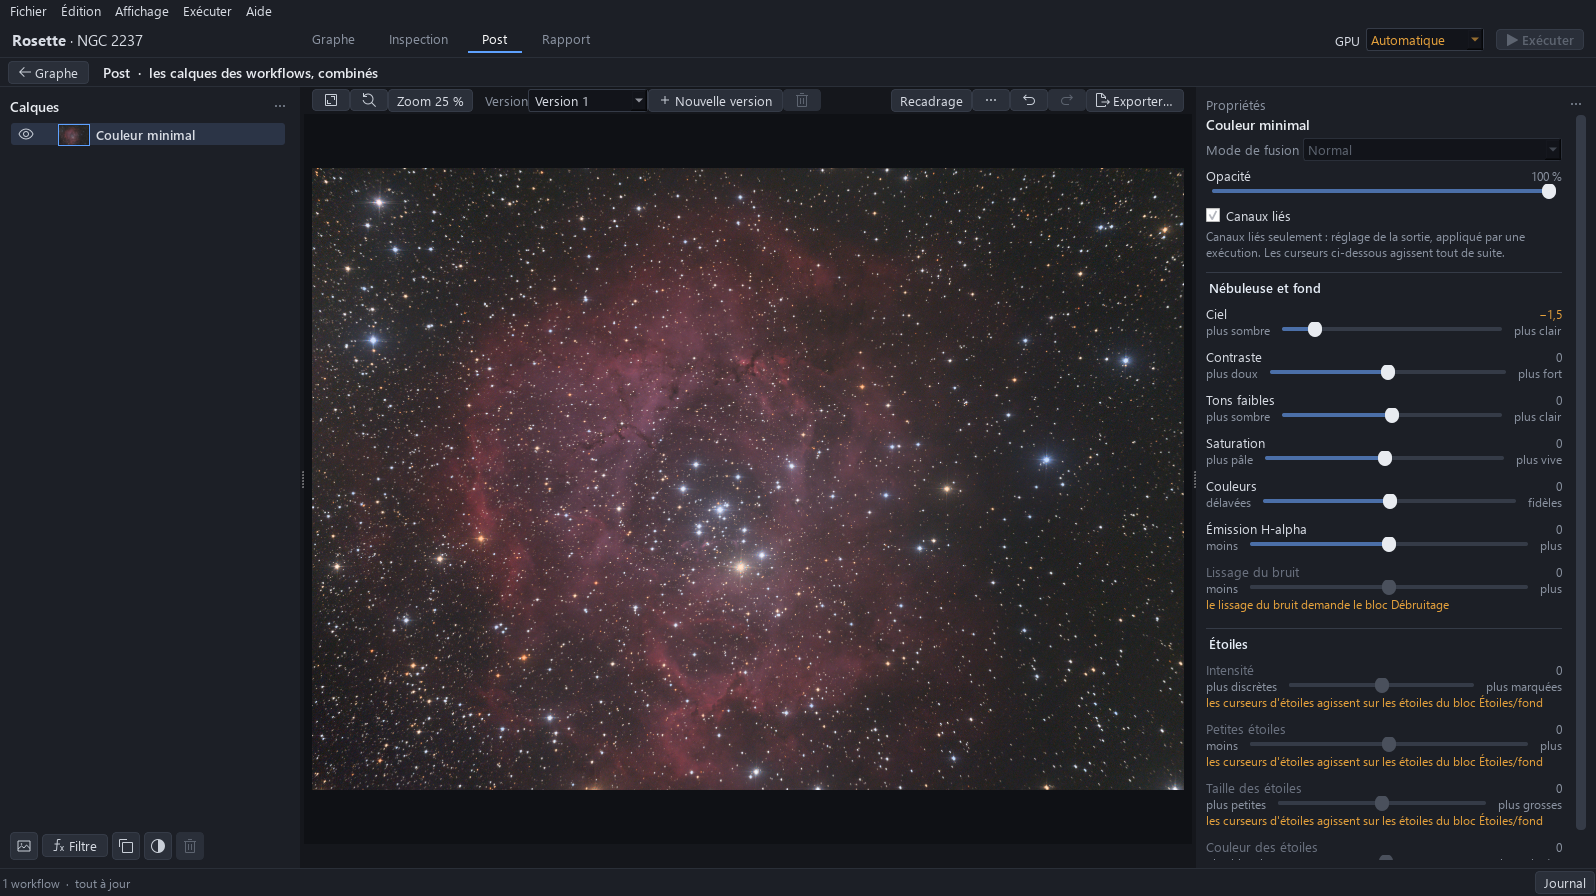 Fichier Édition Affichage Exécuter Aide
Rosette · NGC 2237 Graphe Inspection Post Rapport GPU Automatique Exécuter
Graphe Post · les calques des workflows, combinés
Calques
Couleur minimal
Zoom 25 % Version Version 1 + Nouvelle version Recadrage ... Exporter...
Propriétés
Couleur minimal
Mode de fusion Normal
Opacité 100 %
Canaux liés
Canaux liés seulement : réglage de la sortie, appliqué par une
exécution. Les curseurs ci-dessous agissent tout de suite.
Nébuleuse et fond
Ciel −1,5
plus sombre plus clair
Contraste 0
plus doux plus fort
Tons faibles 0
plus sombre plus clair
Saturation 0
plus pâle plus vive
Couleurs 0
délavées fidèles
Émission H-alpha 0
moins plus
Lissage du bruit 0
moins plus
le lissage du bruit demande le bloc Débruitage
Étoiles
Intensité 0
plus discrètes plus marquées
les curseurs d'étoiles agissent sur les étoiles du bloc Étoiles/fond
Petites étoiles 0
moins plus
les curseurs d'étoiles agissent sur les étoiles du bloc Étoiles/fond
Taille des étoiles 0
plus petites plus grosses
les curseurs d'étoiles agissent sur les étoiles du bloc Étoiles/fond
Couleur des étoiles 0
fx Filtre
1 workflow · tout à jour
Journal